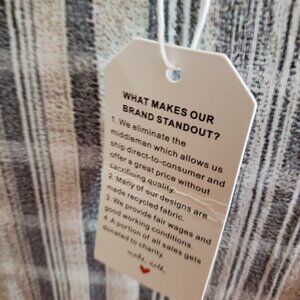 WHAT MAKES OUR
BRAND STANDOUT?
1. We eliminate the
middleman which allows us
ship direct-to-consumer and
offer a great price without
sacrificing quality.
2. Many of our designs are
made recycled fabric.
3. We provide fair wages and
good working conditions.
4. A portion of all sales gets
donated to charity.
made with